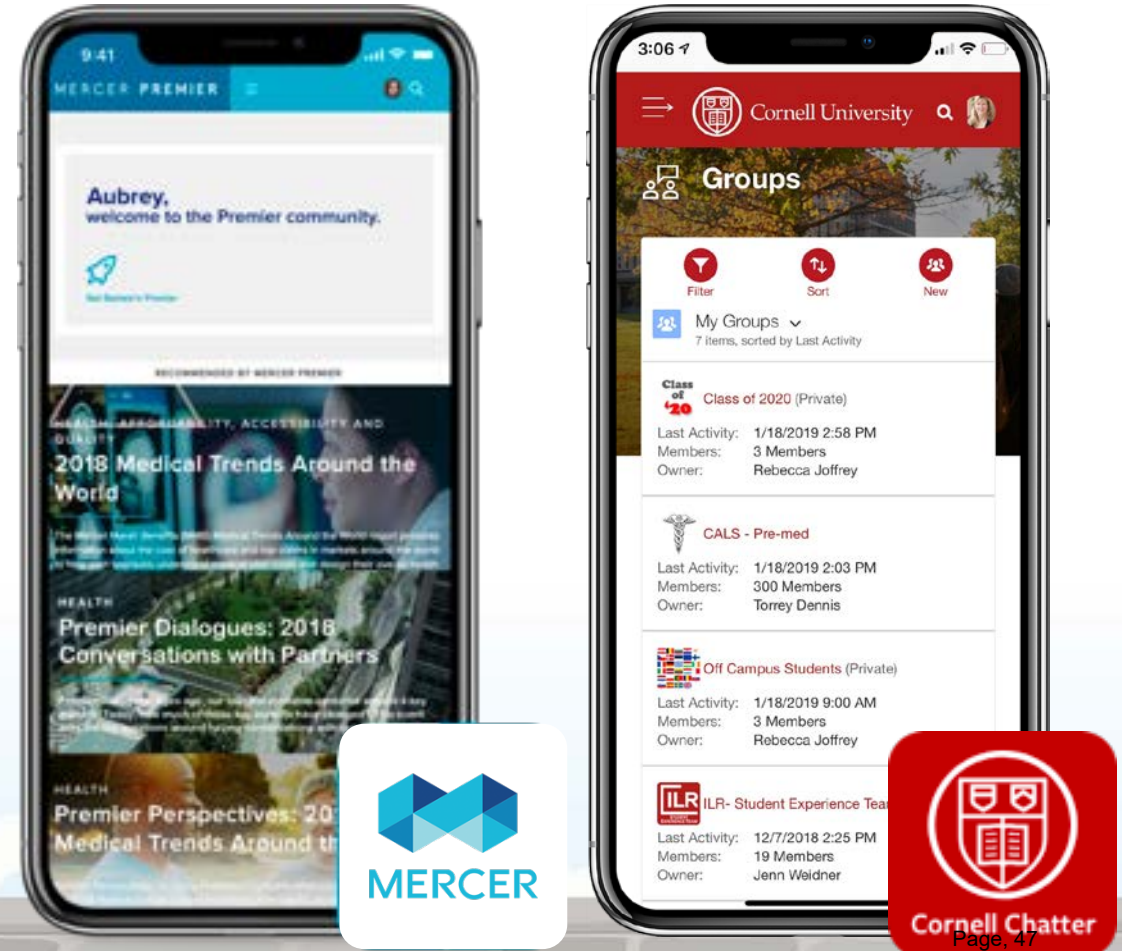 9:41
MERCER PREMIER
Aubrey,
welcome to the Premier community.
RECOMMENDED BY MERCER PREMIER
HEALTH, AFFORDABILITY, ACCESSIBILITY AND
QUALITY
2018 Medical Trends Around the
World
HEALTH
Premier Dialogues: 2018
Conversations with Partners
HEALTH
Premier Perspectives: 20
Medical Trends Around th
MERCER
3:06
Cornell University
Groups
Filter
Sort
New
My Groups
7 items, sorted by Last Activity
Class
of
'20
Class of 2020 (Private)
Last Activity: 1/18/2019 2:58 PM
Members: 3 Members
Owner: Rebecca Joffrey
CALS - Pre-med
Last Activity: 1/18/2019 2:03 PM
Members: 300 Members
Owner: Torrey Dennis
Off Campus Students (Private)
Last Activity: 1/18/2019 9:00 AM
Members: 3 Members
Owner: Rebecca Joffrey
ILR
ILR- Student Experience Tea
Last Activity: 12/7/2018 2:25 PM
Members: 19 Members
Owner: Jenn Weidner
Cornell Chatter
Page, 47